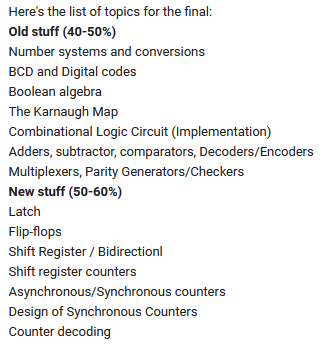 Here's the list of topics for the final:
Old stuff (40-50%)
Number systems and conversions
BCD and Digital codes
Boolean algebra
The Karnaugh Map
Combinational Logic Circuit (Implementation)
Adders, subtractor, comparators, Decoders/Encoders
Multiplexers, Parity Generators/Checkers
New stuff (50-60%)
Latch
Flip-flops
Shift Register / Bidirectionl
Shift register counters
Asynchronous/Synchronous counters
Design of Synchronous Counters
Counter decoding